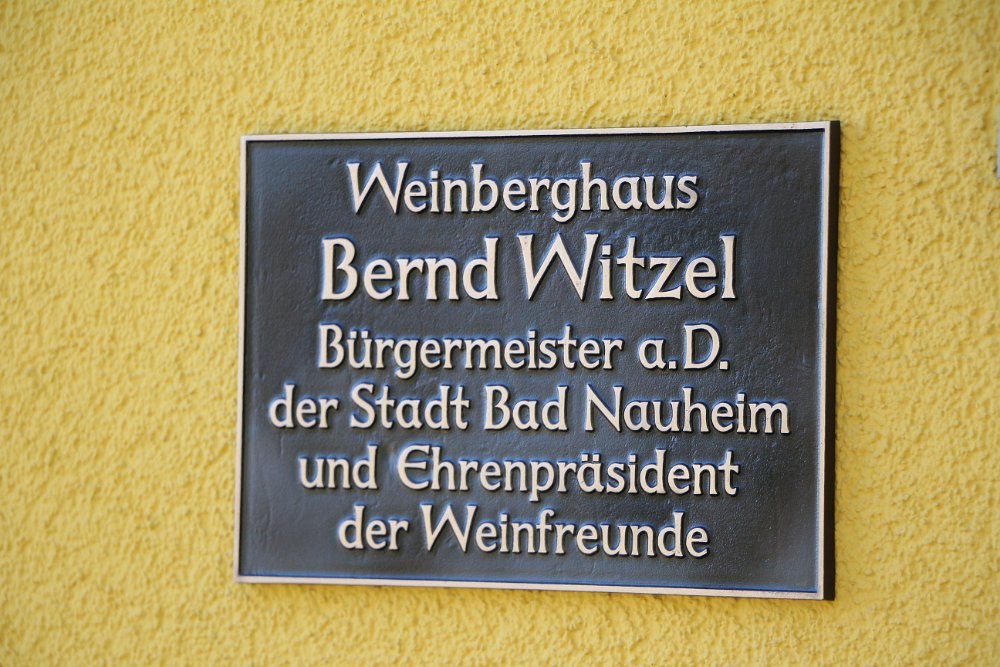 Weinberghaus
Bernd Witzel
Bürgermeister a.D.
der Stadt Bad Nauheim
und Ehrenpräsident
der Weinfreunde